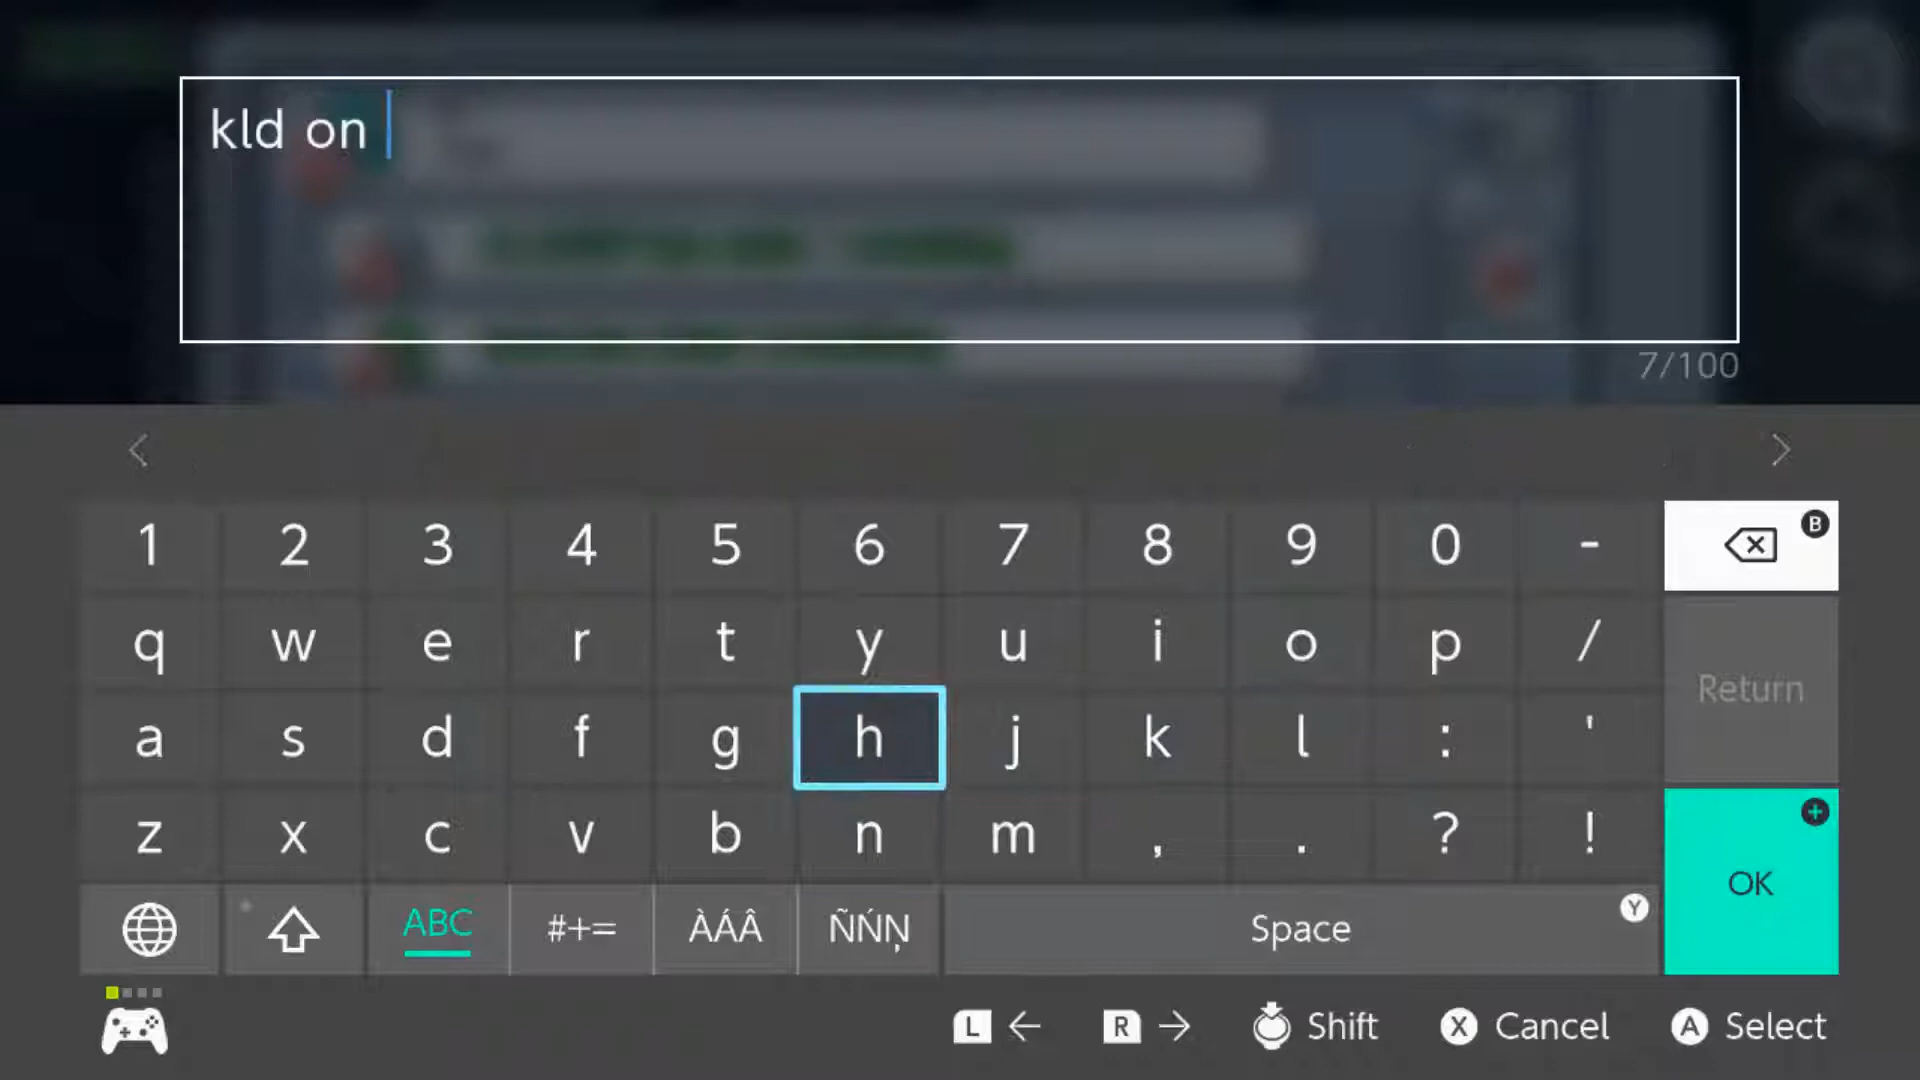 kld on
7/100
1 2 3 4 5 6 7 8 9 0 - B
q w e r t y u i o p / Return
a s d f g h j k l : '
z x c v b n m , . ? ! + OK
ABC #+= ÀÁÂ ÑŃŅ Space Y
L ← R → Shift X Cancel A Select